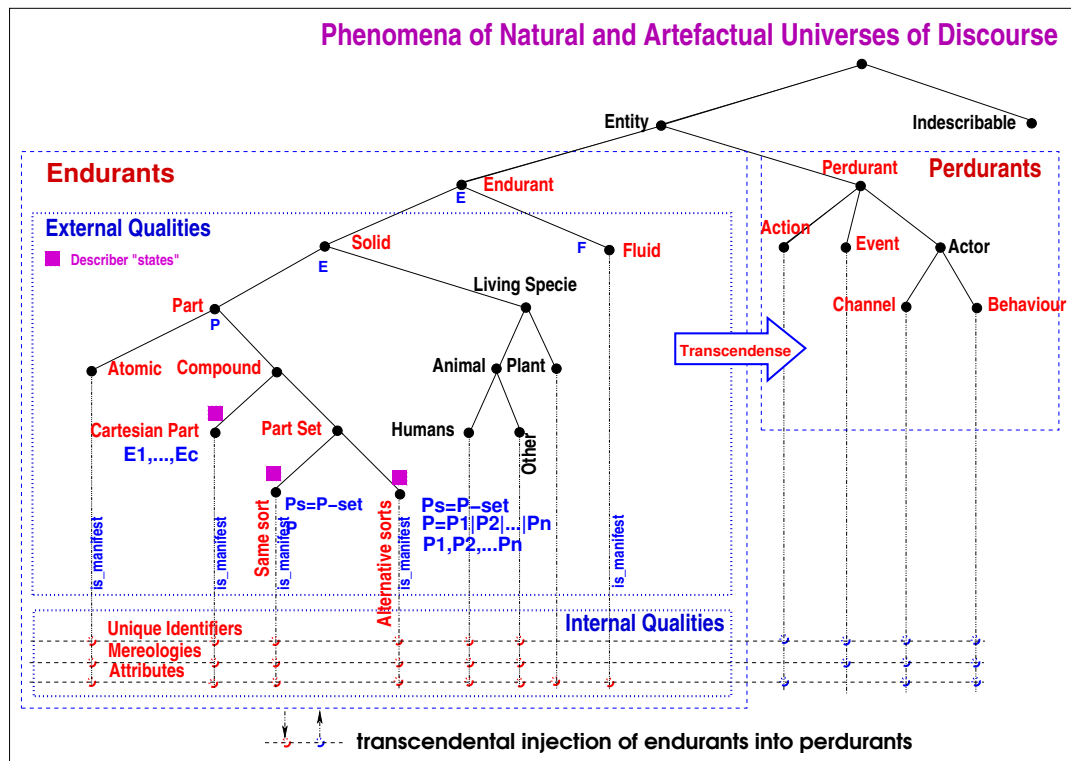 Phenomena of Natural and Artefactual Universes of Discourse
Entity
Indescribable
Endurants
Endurant
E
Perdurant
Perdurants
External Qualities
Describer "states"
Solid
E
F
Fluid
Action
Event
Actor
Living Specie
Part
P
Channel
Behaviour
Transcendense
Atomic
Compound
Animal
Plant
Cartesian Part
E1,...,Ec
Part Set
Humans
Other
Same sort
Ps=P-set
P
Alternative sorts
Ps=P-set
P=P1|P2|...|Pn
P1,P2,...Pn
is_manifest
is_manifest
is_manifest
is_manifest
is_manifest
Internal Qualities
Unique Identifiers
Mereologies
Attributes
transcendental injection of endurants into perdurants